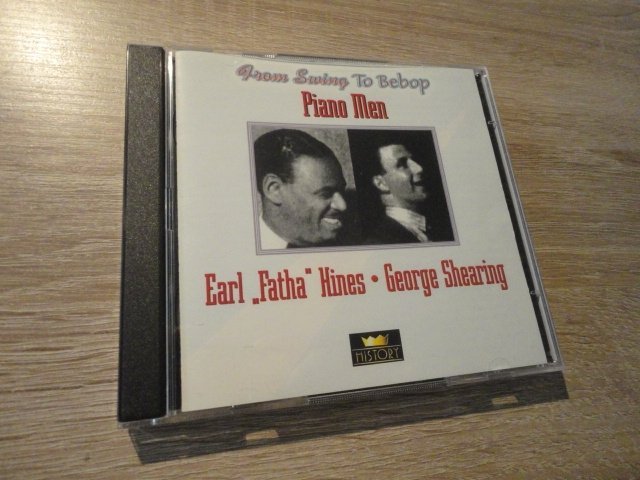 From Swing To Bebop
Piano Men
Earl „Fatha" Hines • George Shearing
HISTORY